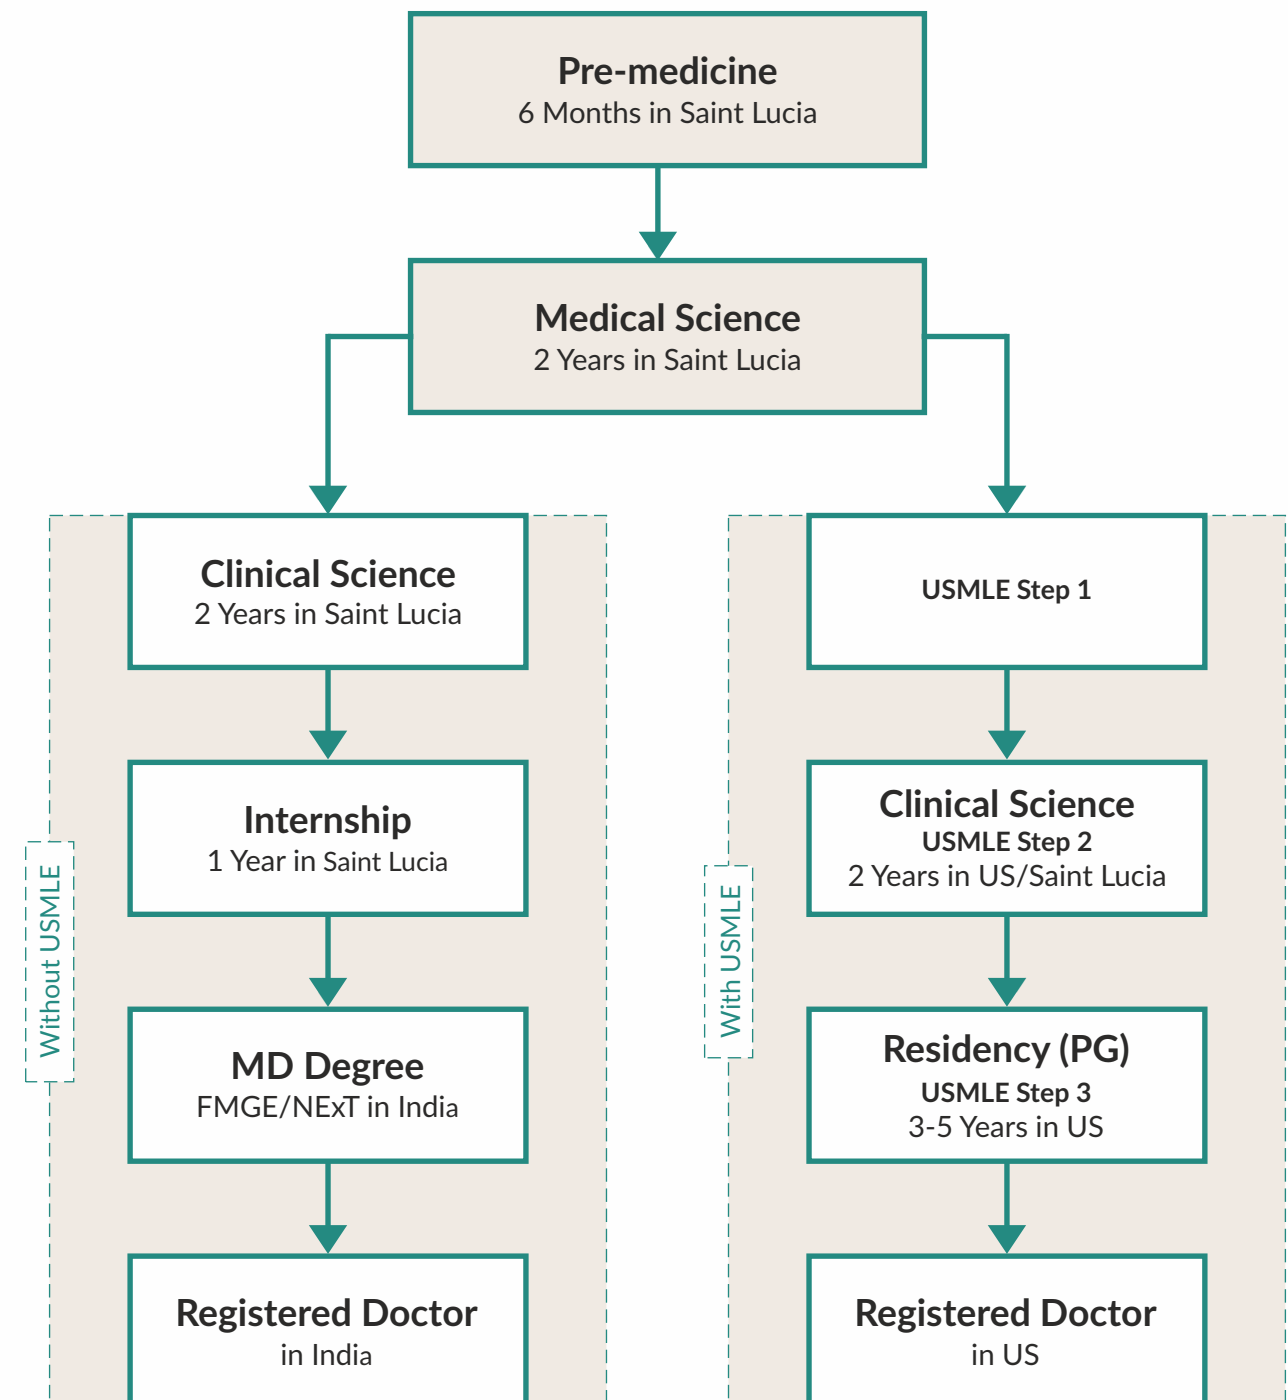 Pre-medicine
6 Months in Saint Lucia
Medical Science
2 Years in Saint Lucia
Without USMLE
Clinical Science
2 Years in Saint Lucia
Internship
1 Year in Saint Lucia
MD Degree
FMGE/NExT in India
Registered Doctor
in India
With USMLE
USMLE Step 1
Clinical Science
USMLE Step 2
2 Years in US/Saint Lucia
Residency (PG)
USMLE Step 3
3-5 Years in US
Registered Doctor
in US